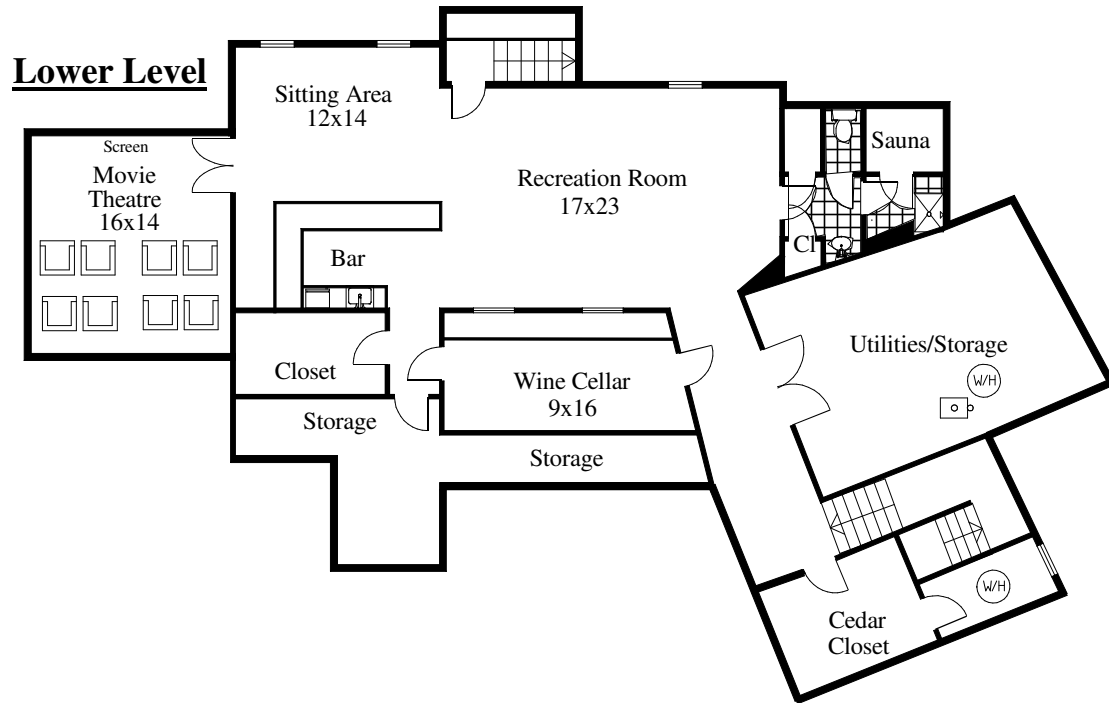 Lower Level
Sitting Area
12x14
Screen
Movie
Theatre
16x14
Recreation Room
17x23
Sauna
Cl
Bar
Closet
Wine Cellar
9x16
Utilities/Storage
W/H
Storage
Storage
W/H
Cedar
Closet